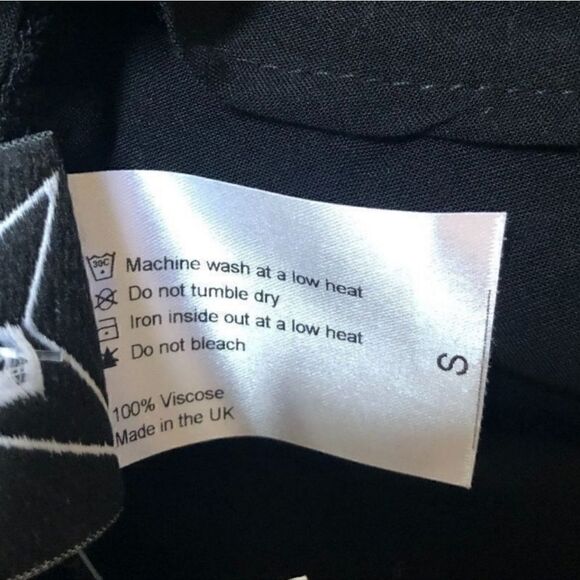 30C
Machine wash at a low heat
Do not tumble dry
Iron inside out at a low heat
Do not bleach
100% Viscose
Made in the UK
S